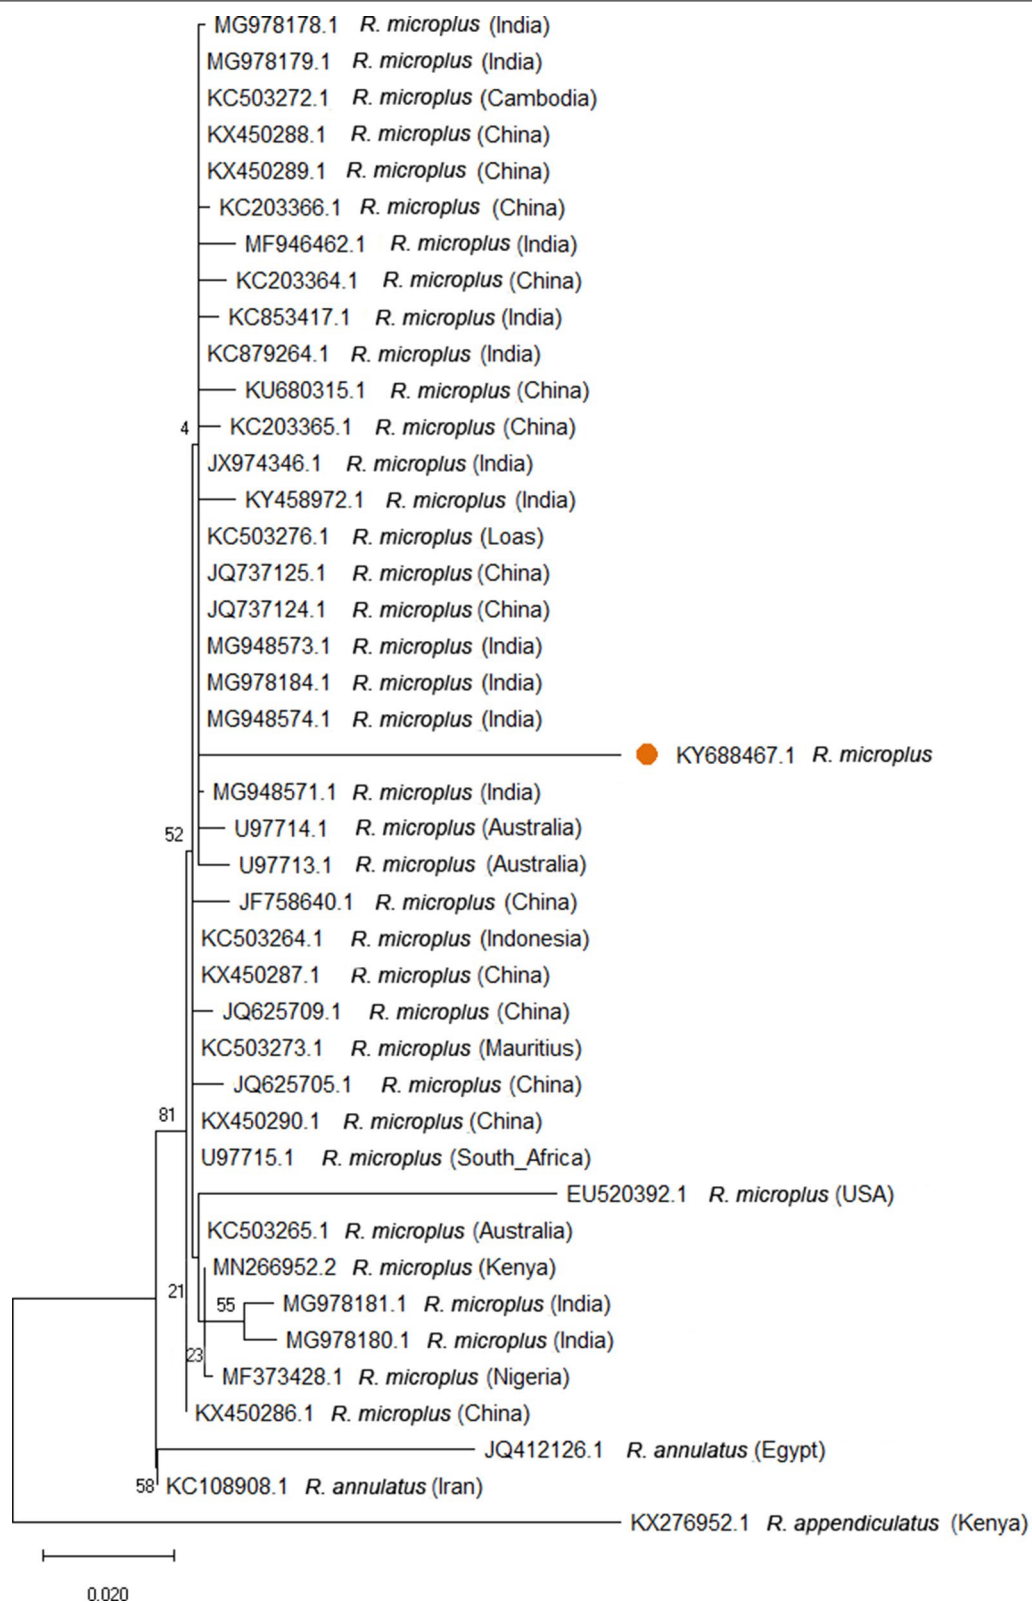 MG978178.1 R. microplus (India)
MG978179.1 R. microplus (India)
KC503272.1 R. microplus (Cambodia)
KX450288.1 R. microplus (China)
KX450289.1 R. microplus (China)
KC203366.1 R. microplus (China)
MF946462.1 R. microplus (India)
KC203364.1 R. microplus (China)
KC853417.1 R. microplus (India)
KC879264.1 R. microplus (India)
KU680315.1 R. microplus (China)
4 KC203365.1 R. microplus (China)
JX974346.1 R. microplus (India)
KY458972.1 R. microplus (India)
KC503276.1 R. microplus (Loas)
JQ737125.1 R. microplus (China)
JQ737124.1 R. microplus (China)
MG948573.1 R. microplus (India)
MG978184.1 R. microplus (India)
MG948574.1 R. microplus (India)
KY688467.1 R. microplus
MG948571.1 R. microplus (India)
52 U97714.1 R. microplus (Australia)
U97713.1 R. microplus (Australia)
JF758640.1 R. microplus (China)
KC503264.1 R. microplus (Indonesia)
KX450287.1 R. microplus (China)
JQ625709.1 R. microplus (China)
KC503273.1 R. microplus (Mauritius)
JQ625705.1 R. microplus (China)
81 KX450290.1 R. microplus (China)
U97715.1 R. microplus (South_Africa)
EU520392.1 R. microplus (USA)
KC503265.1 R. microplus (Australia)
MN266952.2 R. microplus (Kenya)
21 55 MG978181.1 R. microplus (India)
MG978180.1 R. microplus (India)
23 MF373428.1 R. microplus (Nigeria)
KX450286.1 R. microplus (China)
JQ412126.1 R. annulatus (Egypt)
58 KC108908.1 R. annulatus (Iran)
KX276952.1 R. appendiculatus (Kenya)
0.020